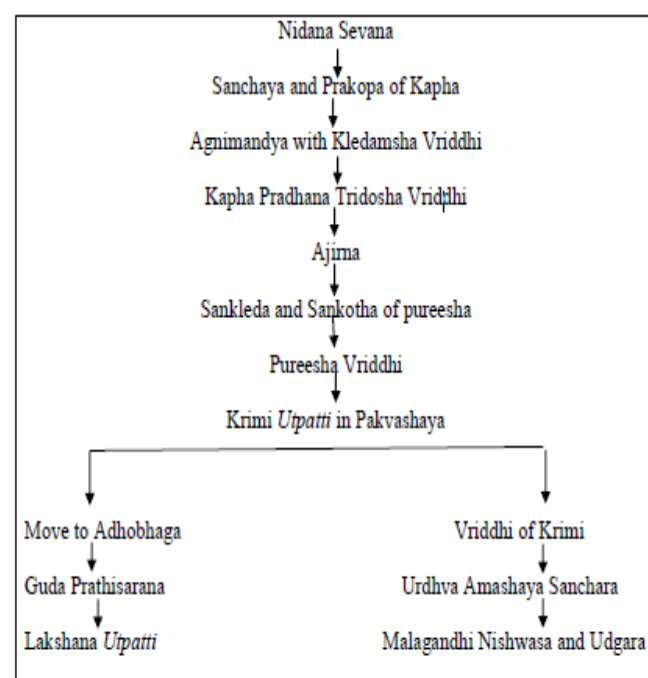 Nidana Sevana
Sanchaya and Prakopa of Kapha
Agnimandya with Kledamsha Vriddhi
Kapha Pradhana Tridosha Vriddhi
Ajirna
Sankleda and Sankotha of pureesha
Pureesha Vriddhi
Krimi Utpatti in Pakvashaya
Move to Adhobhaga
Guda Prathisarana
Lakshana Utpatti
Vriddhi of Krimi
Urdhva Amashaya Sanchara
Malagandhi Nishwasa and Udgara